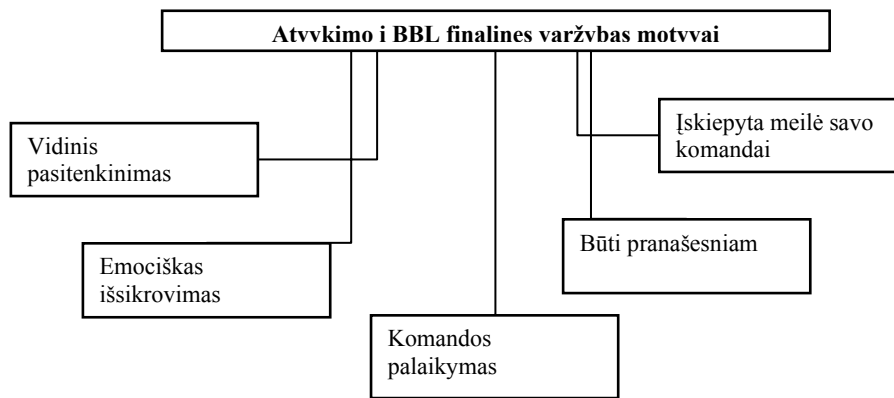 Atvykimo i BBL finalines varžybas motyvai
Vidinis
pasitenkinimas
Įskiepyta meilė savo
komandai
Emociškas
išsikrovimas
Būti pranašesniam
Komandos
palaikymas